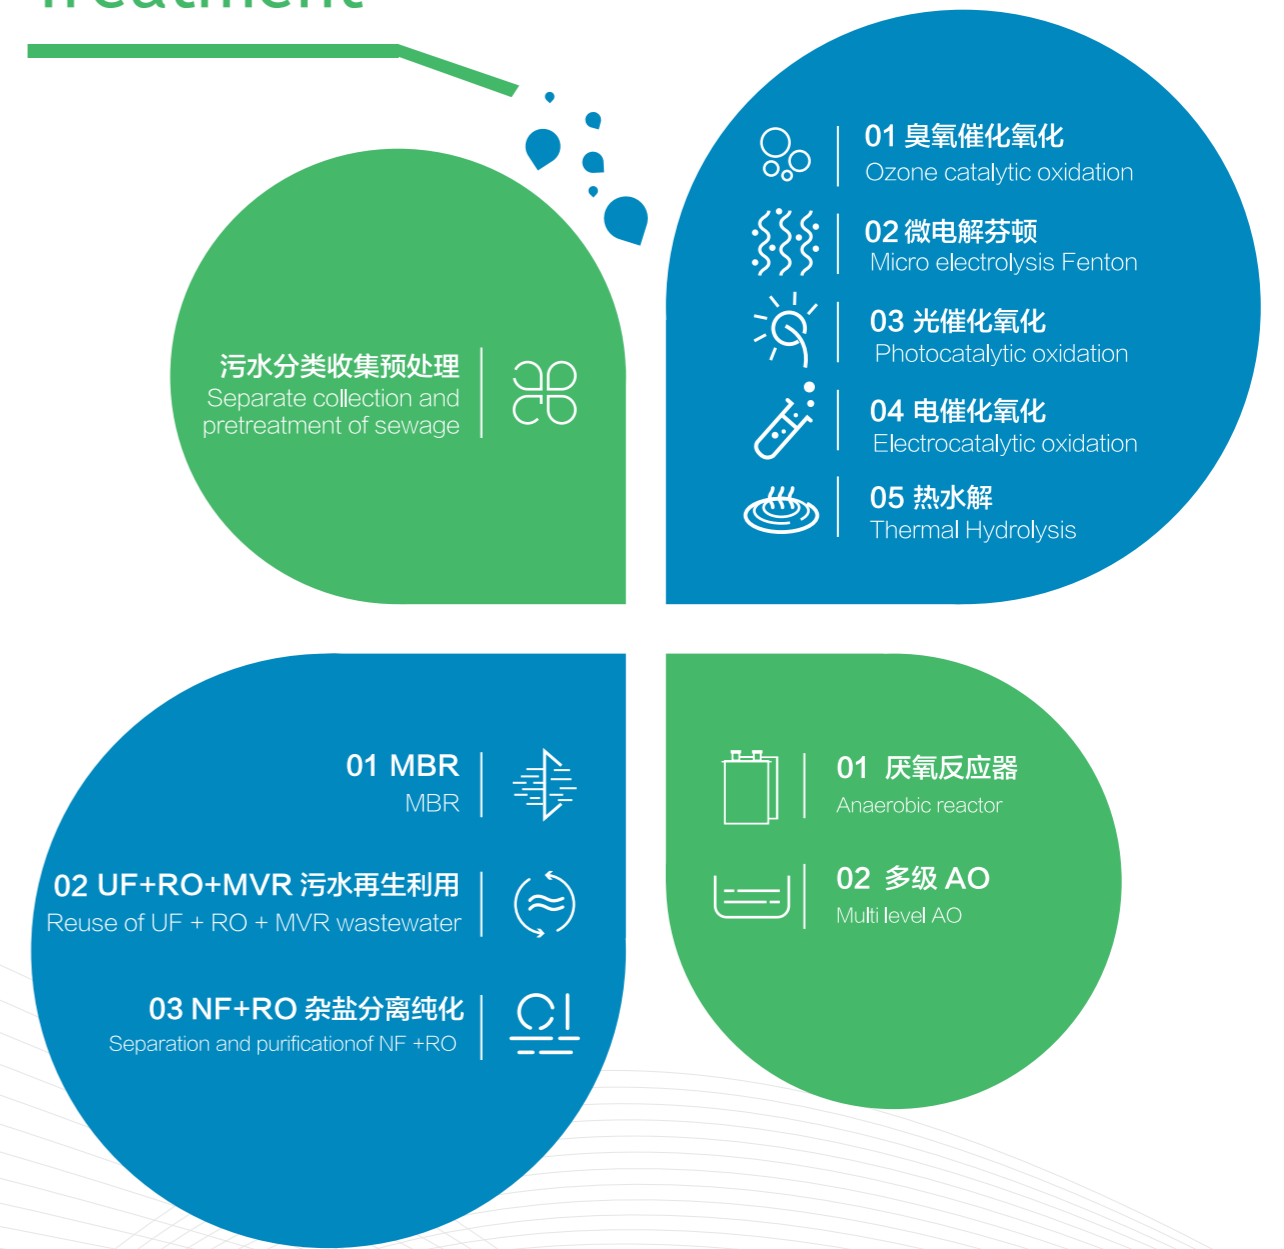 Treatment
污水分类收集预处理
Separate collection and
pretreatment of sewage
01 臭氧催化氧化
Ozone catalytic oxidation
02 微电解芬顿
Micro electrolysis Fenton
03 光催化氧化
Photocatalytic oxidation
04 电催化氧化
Electrocatalytic oxidation
05 热水解
Thermal Hydrolysis
01 MBR
MBR
02 UF+RO+MVR 污水再生利用
Reuse of UF + RO + MVR wastewater
03 NF+RO 杂盐分离纯化
Separation and purificationof NF +RO
01 厌氧反应器
Anaerobic reactor
02 多级 AO
Multi level AO